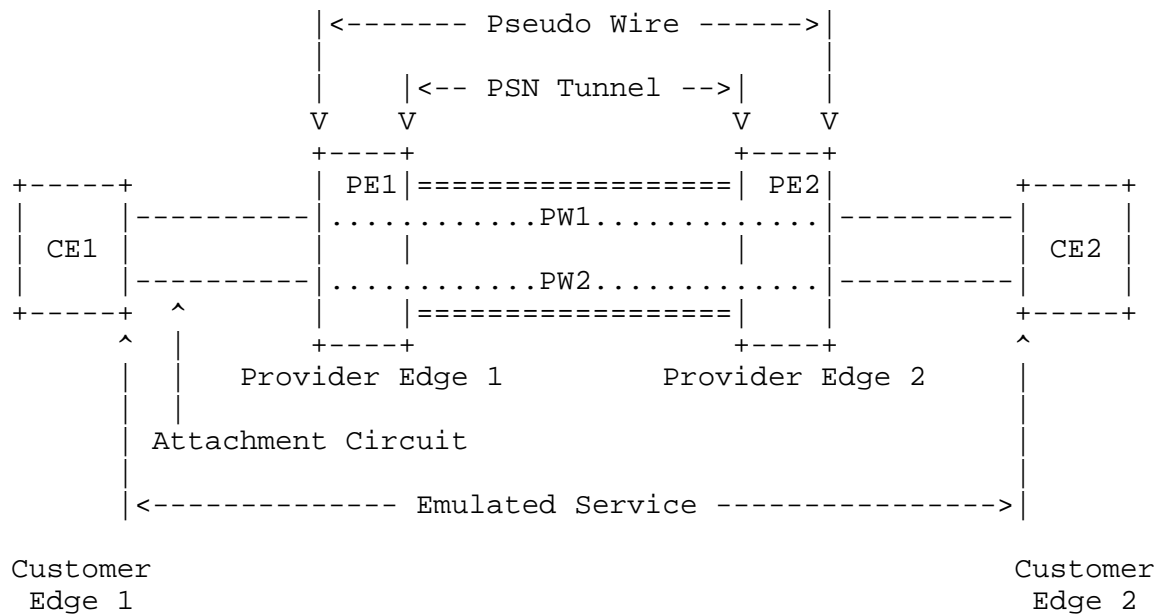 |<------- Pseudo Wire ------>|
|<-- PSN Tunnel -->|
V V V V
PE1|==================| PE2
|----------|............PW1.............|----------|
CE1 CE2
|----------|............PW2.............|----------|
|==================|
^ ^ ^
Provider Edge 1 Provider Edge 2
Attachment Circuit
|<-------------- Emulated Service --------------->|
Customer Customer
Edge 1 Edge 2